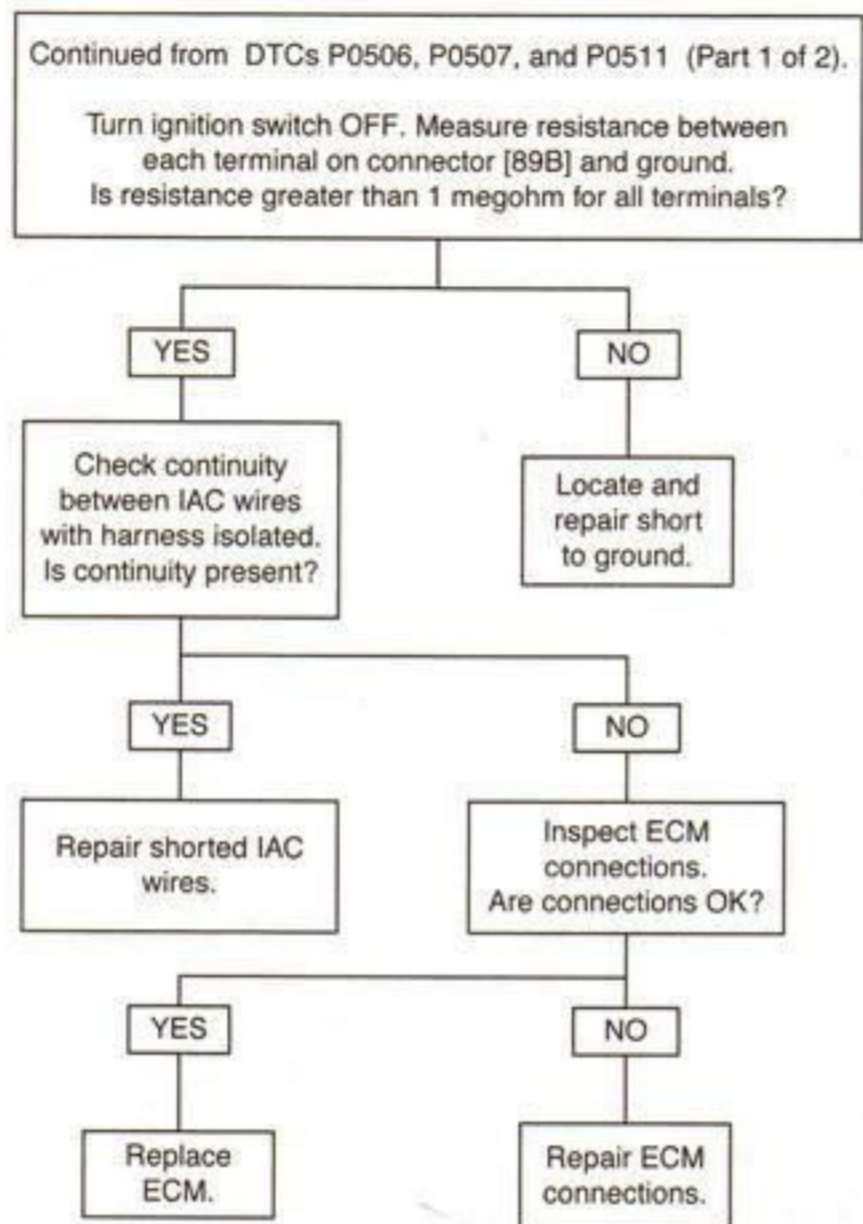 Continued from DTCs P0506, P0507, and P0511 (Part 1 of 2).
Turn ignition switch OFF. Measure resistance between
each terminal on connector [89B] and ground.
Is resistance greater than 1 megohm for all terminals?
YES
NO
Check continuity
between IAC wires
with harness isolated.
Is continuity present?
Locate and
repair short
to ground.
YES
NO
Repair shorted IAC
wires.
Inspect ECM
connections.
Are connections OK?
YES
NO
Replace
ECM.
Repair ECM
connections.